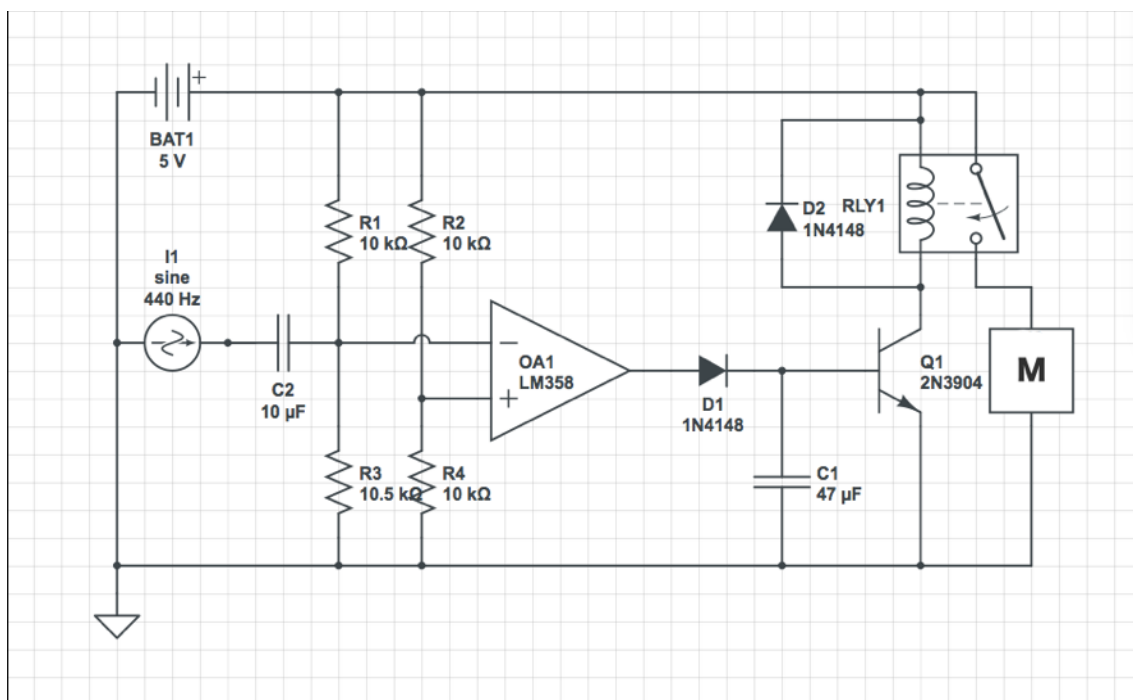 +
BAT1
5 V
R1
10 kΩ
R2
10 kΩ
D2
1N4148
RLY1
I1
sine
440 Hz
C2
10 µF
−
+
OA1
LM358
D1
1N4148
Q1
2N3904
M
R3
10.5 kΩ
R4
10 kΩ
C1
47 µF